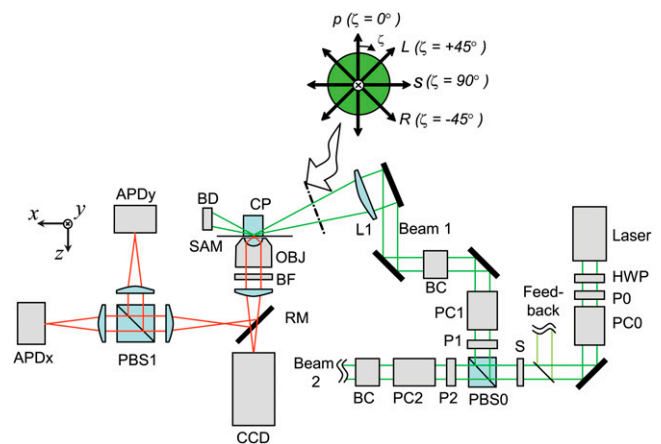 p (ζ = 0°)
ζ
L (ζ = +45°)
s (ζ = 90°)
R (ζ = -45°)
APDy
y
x
z
BD
CP
SAM
OBJ
BF
L1
Beam 1
BC
Laser
HWP
P0
PC0
Feed-
back
PC1
P1
S
RM
APDx
PBS1
CCD
Beam
2
BC
PC2
P2
PBS0